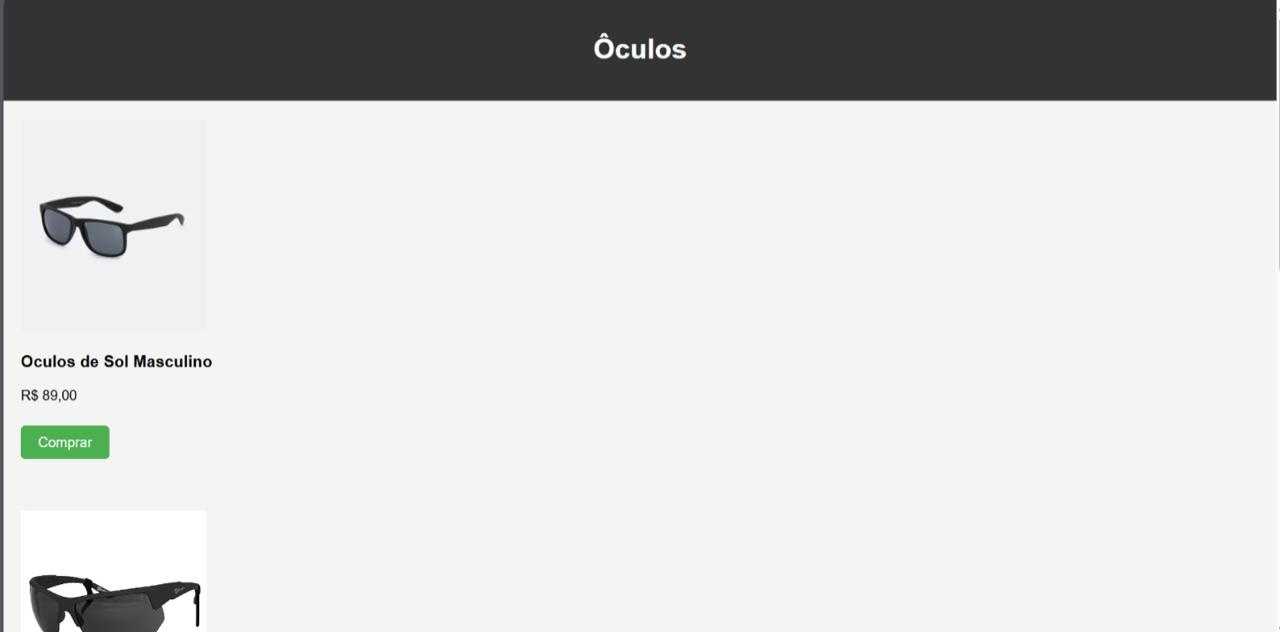 Ôculos
Oculos de Sol Masculino
R$ 89,00
Comprar